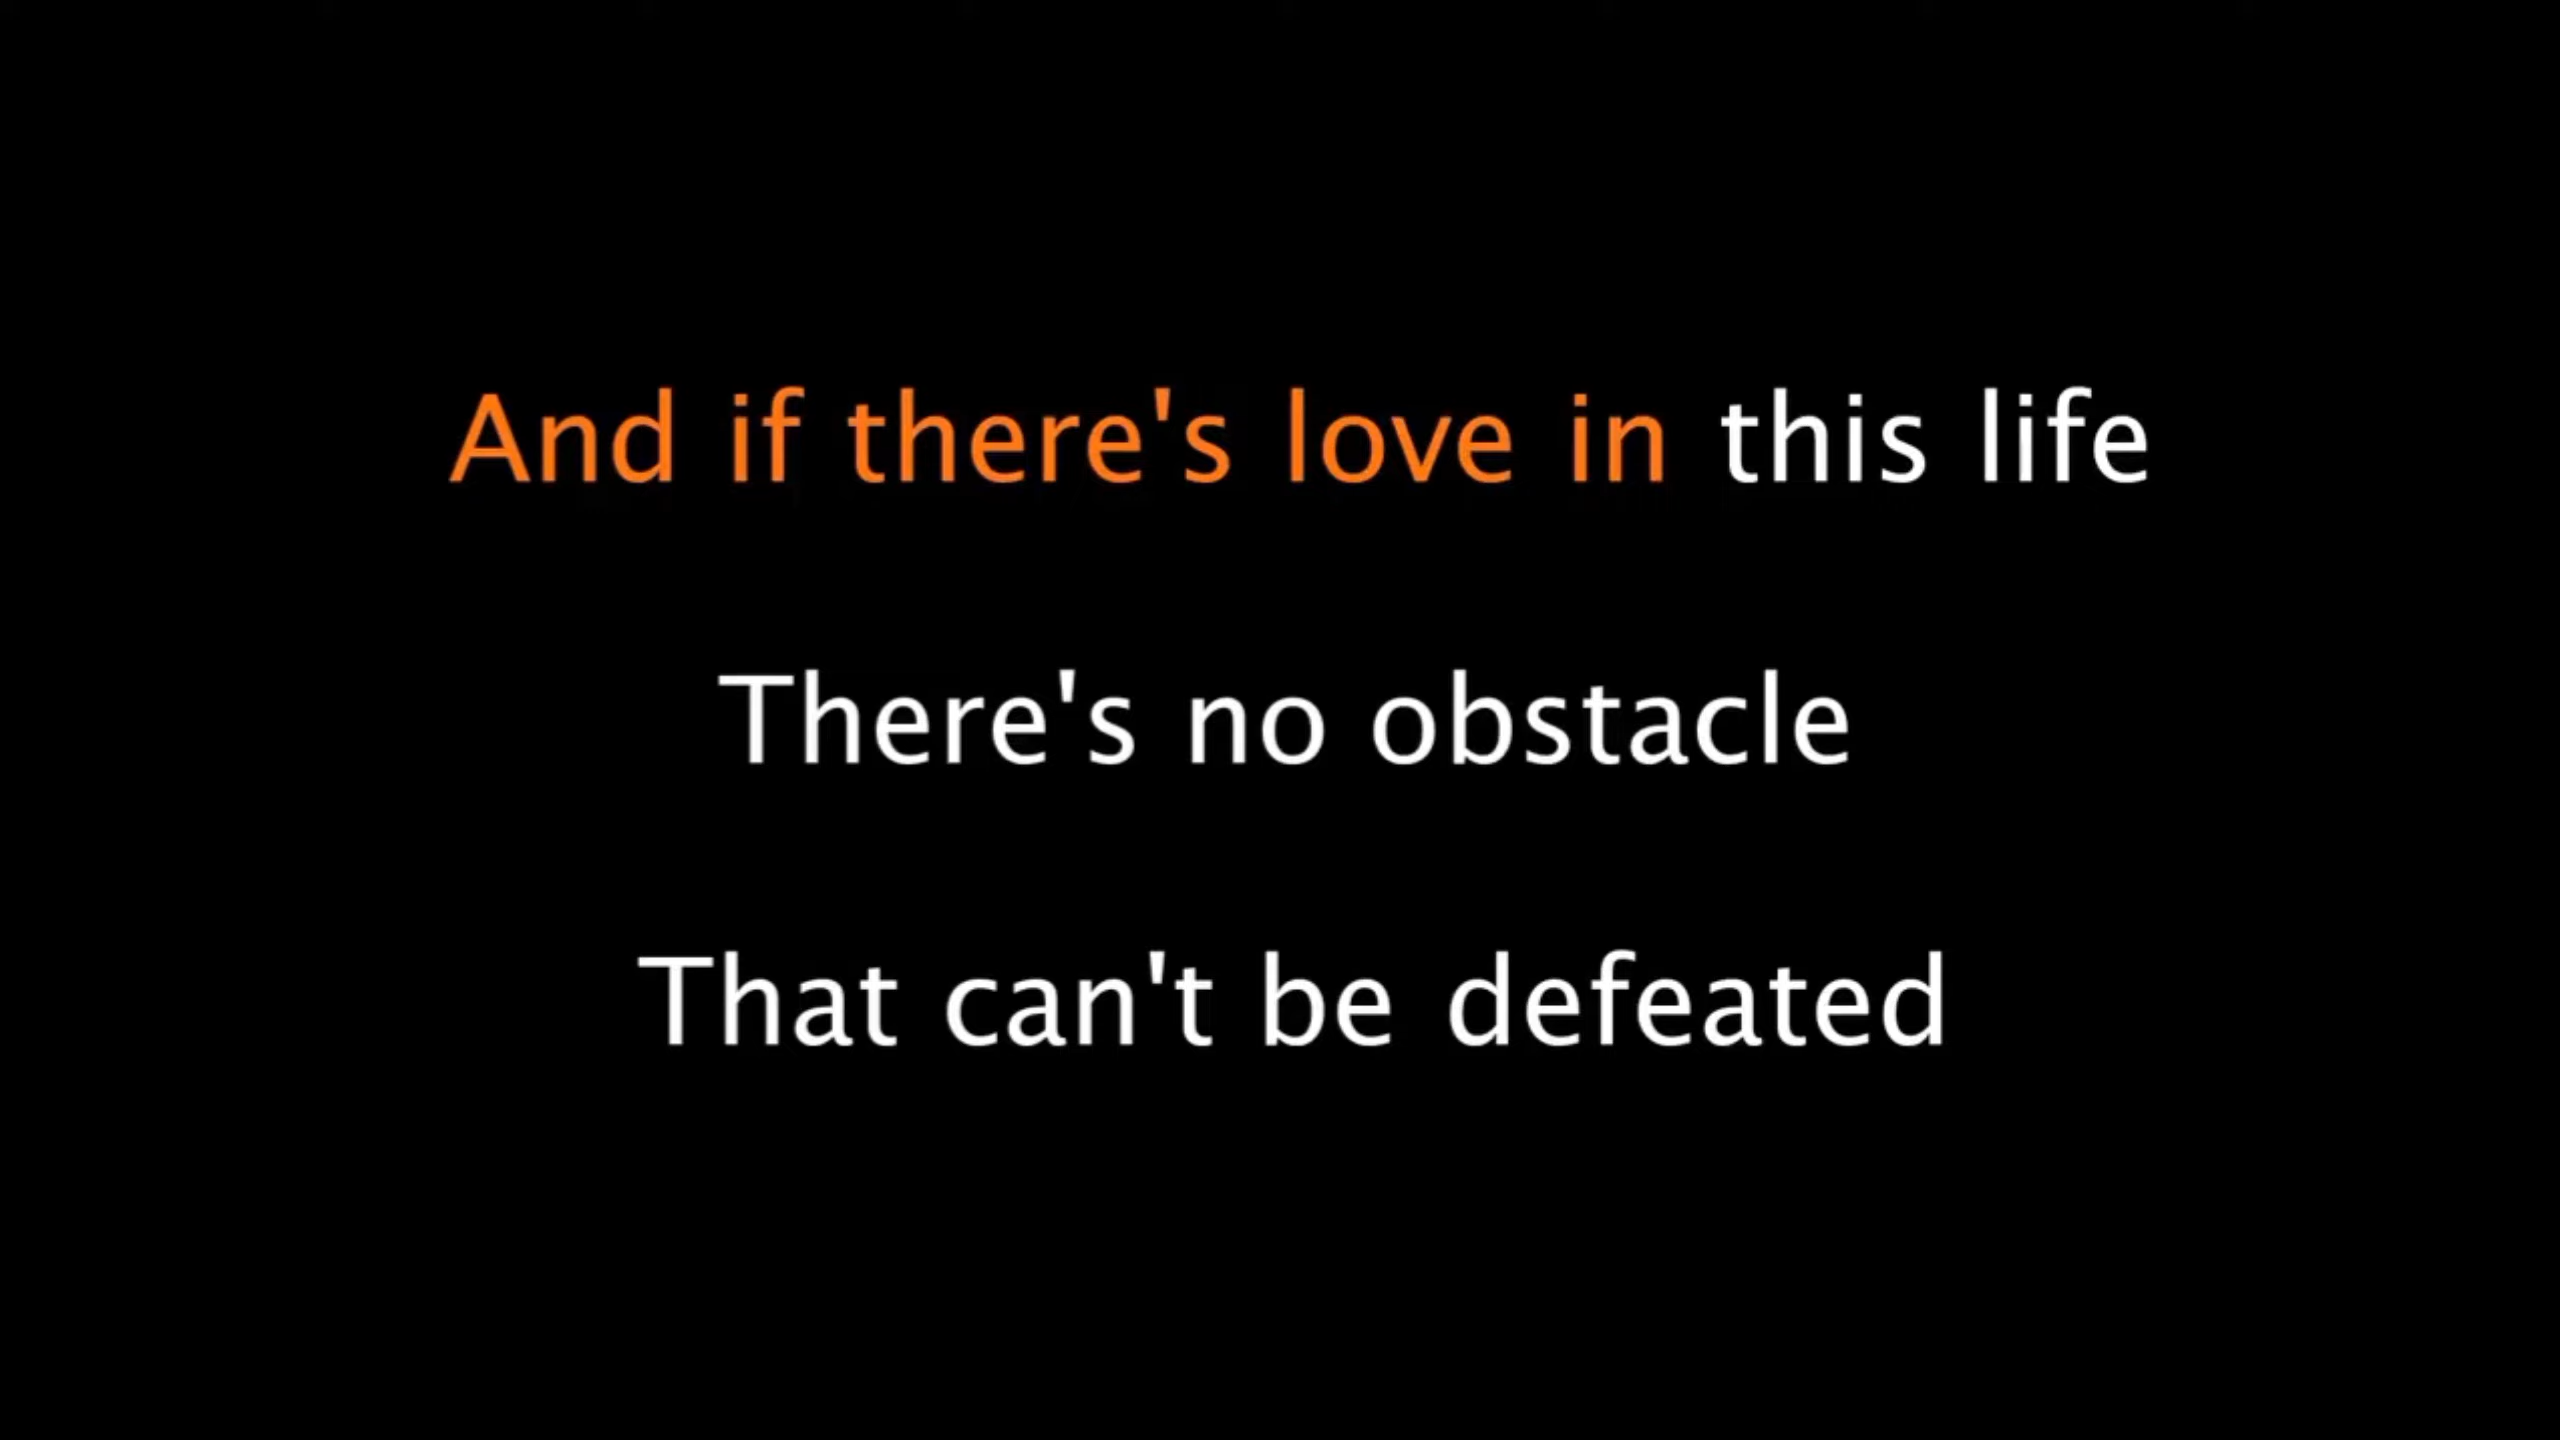 And if there's love in this life
There's no obstacle
That can't be defeated